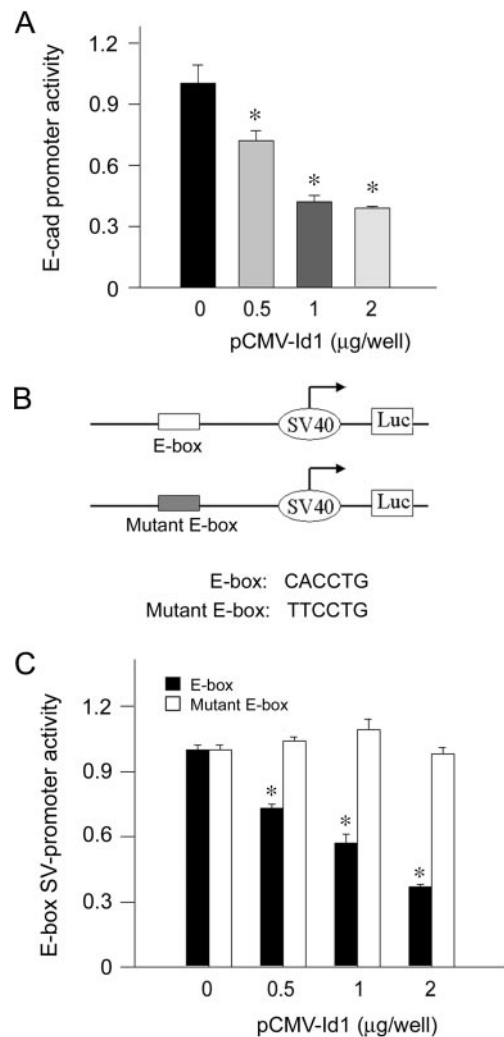 A
E-cad promoter activity
1.2
0.9
0.6
0.3
0
*
*
*
0 0.5 1 2
pCMV-Id1 (μg/well)
B
SV40 Luc
E-box
SV40 Luc
Mutant E-box
E-box: CACCTG
Mutant E-box: TTCCTG
C
E-box SV-promoter activity
E-box
Mutant E-box
1.2
0.9
0.6
0.3
0
*
*
*
0 0.5 1 2
pCMV-Id1 (μg/well)